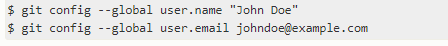 $ git config --global user.name "John Doe"
$ git config --global user.email johndoe@example.com